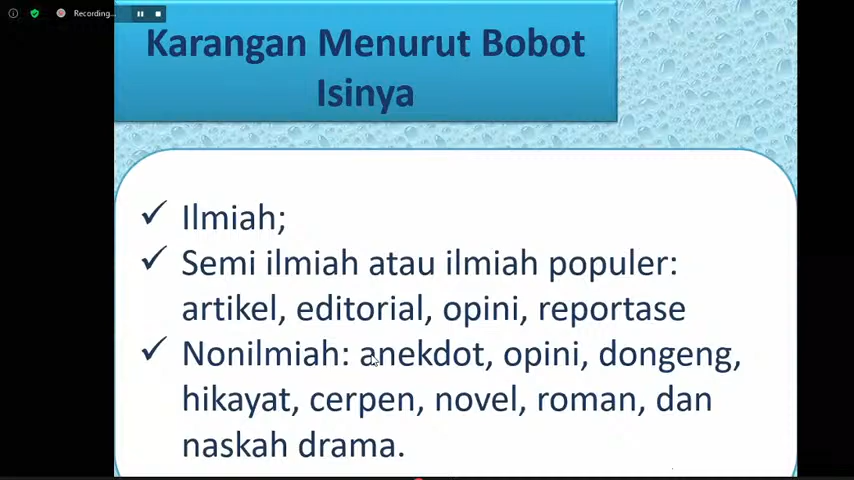 Recording...
Karangan Menurut Bobot
Isinya
✓ Ilmiah;
✓ Semi ilmiah atau ilmiah populer:
artikel, editorial, opini, reportase
✓ Nonilmiah: anekdot, opini, dongeng,
hikayat, cerpen, novel, roman, dan
naskah drama.